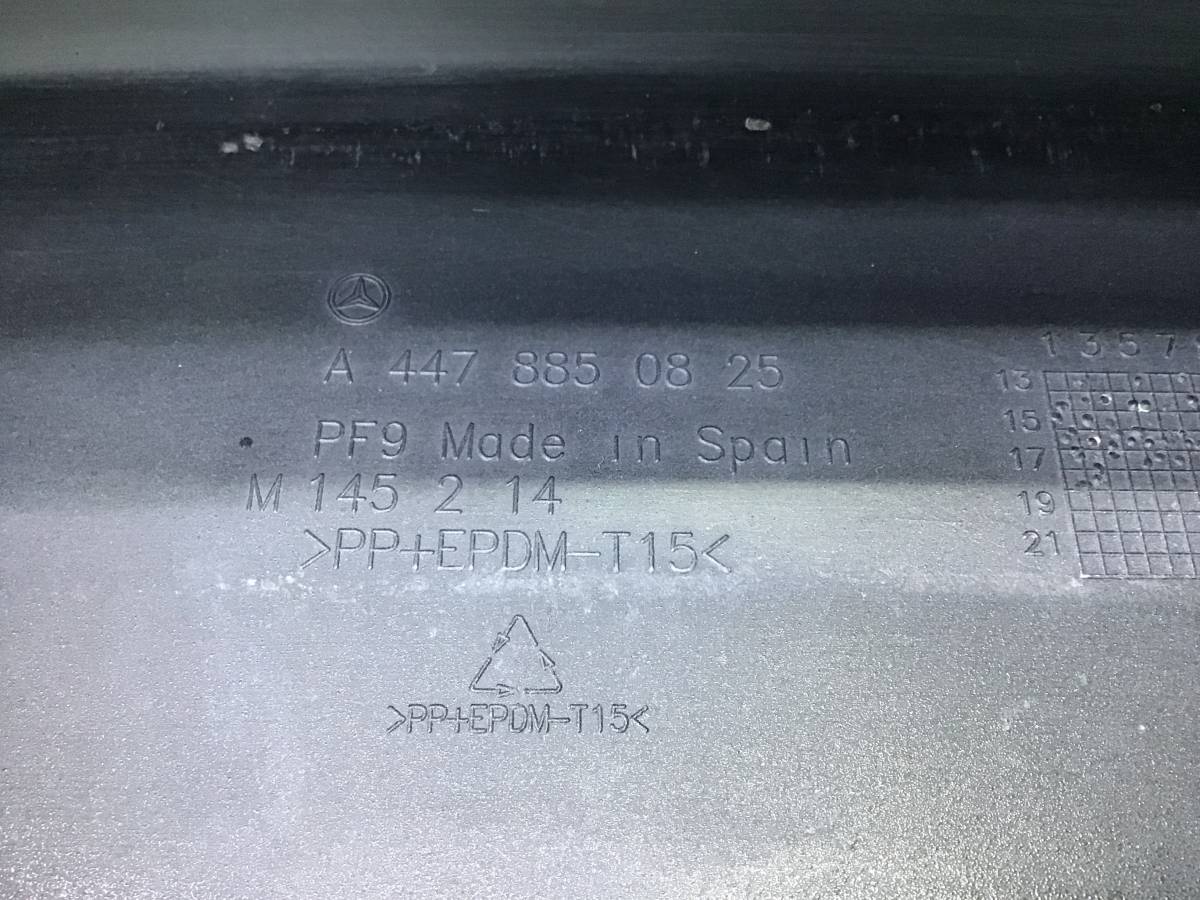 A 447 885 08 25
PF9 Made in Spain
M 145 2 14
>PP+EPDM-T15<
>PP+EPDM-T15<
1 3 5 7
13
15
17
19
21